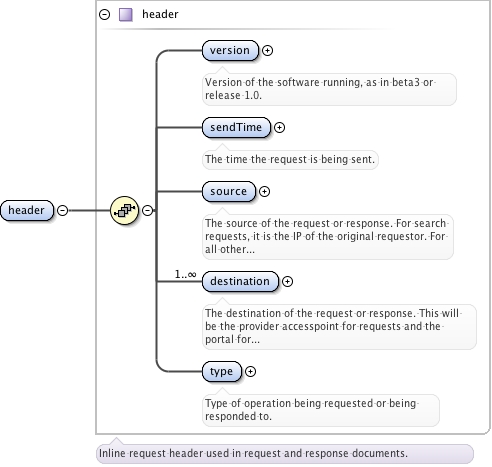 header
version
Version of the software running, as in beta3 or
release 1.0.
sendTime
The time the request is being sent.
source
The source of the request or response. For search
requests, it is the IP of the original requestor. For
all other...
header
1..∞
destination
The destination of the request or response. This will
be the provider accesspoint for requests and the
portal for...
type
Type of operation being requested or being
responded to.
Inline request header used in request and response documents.